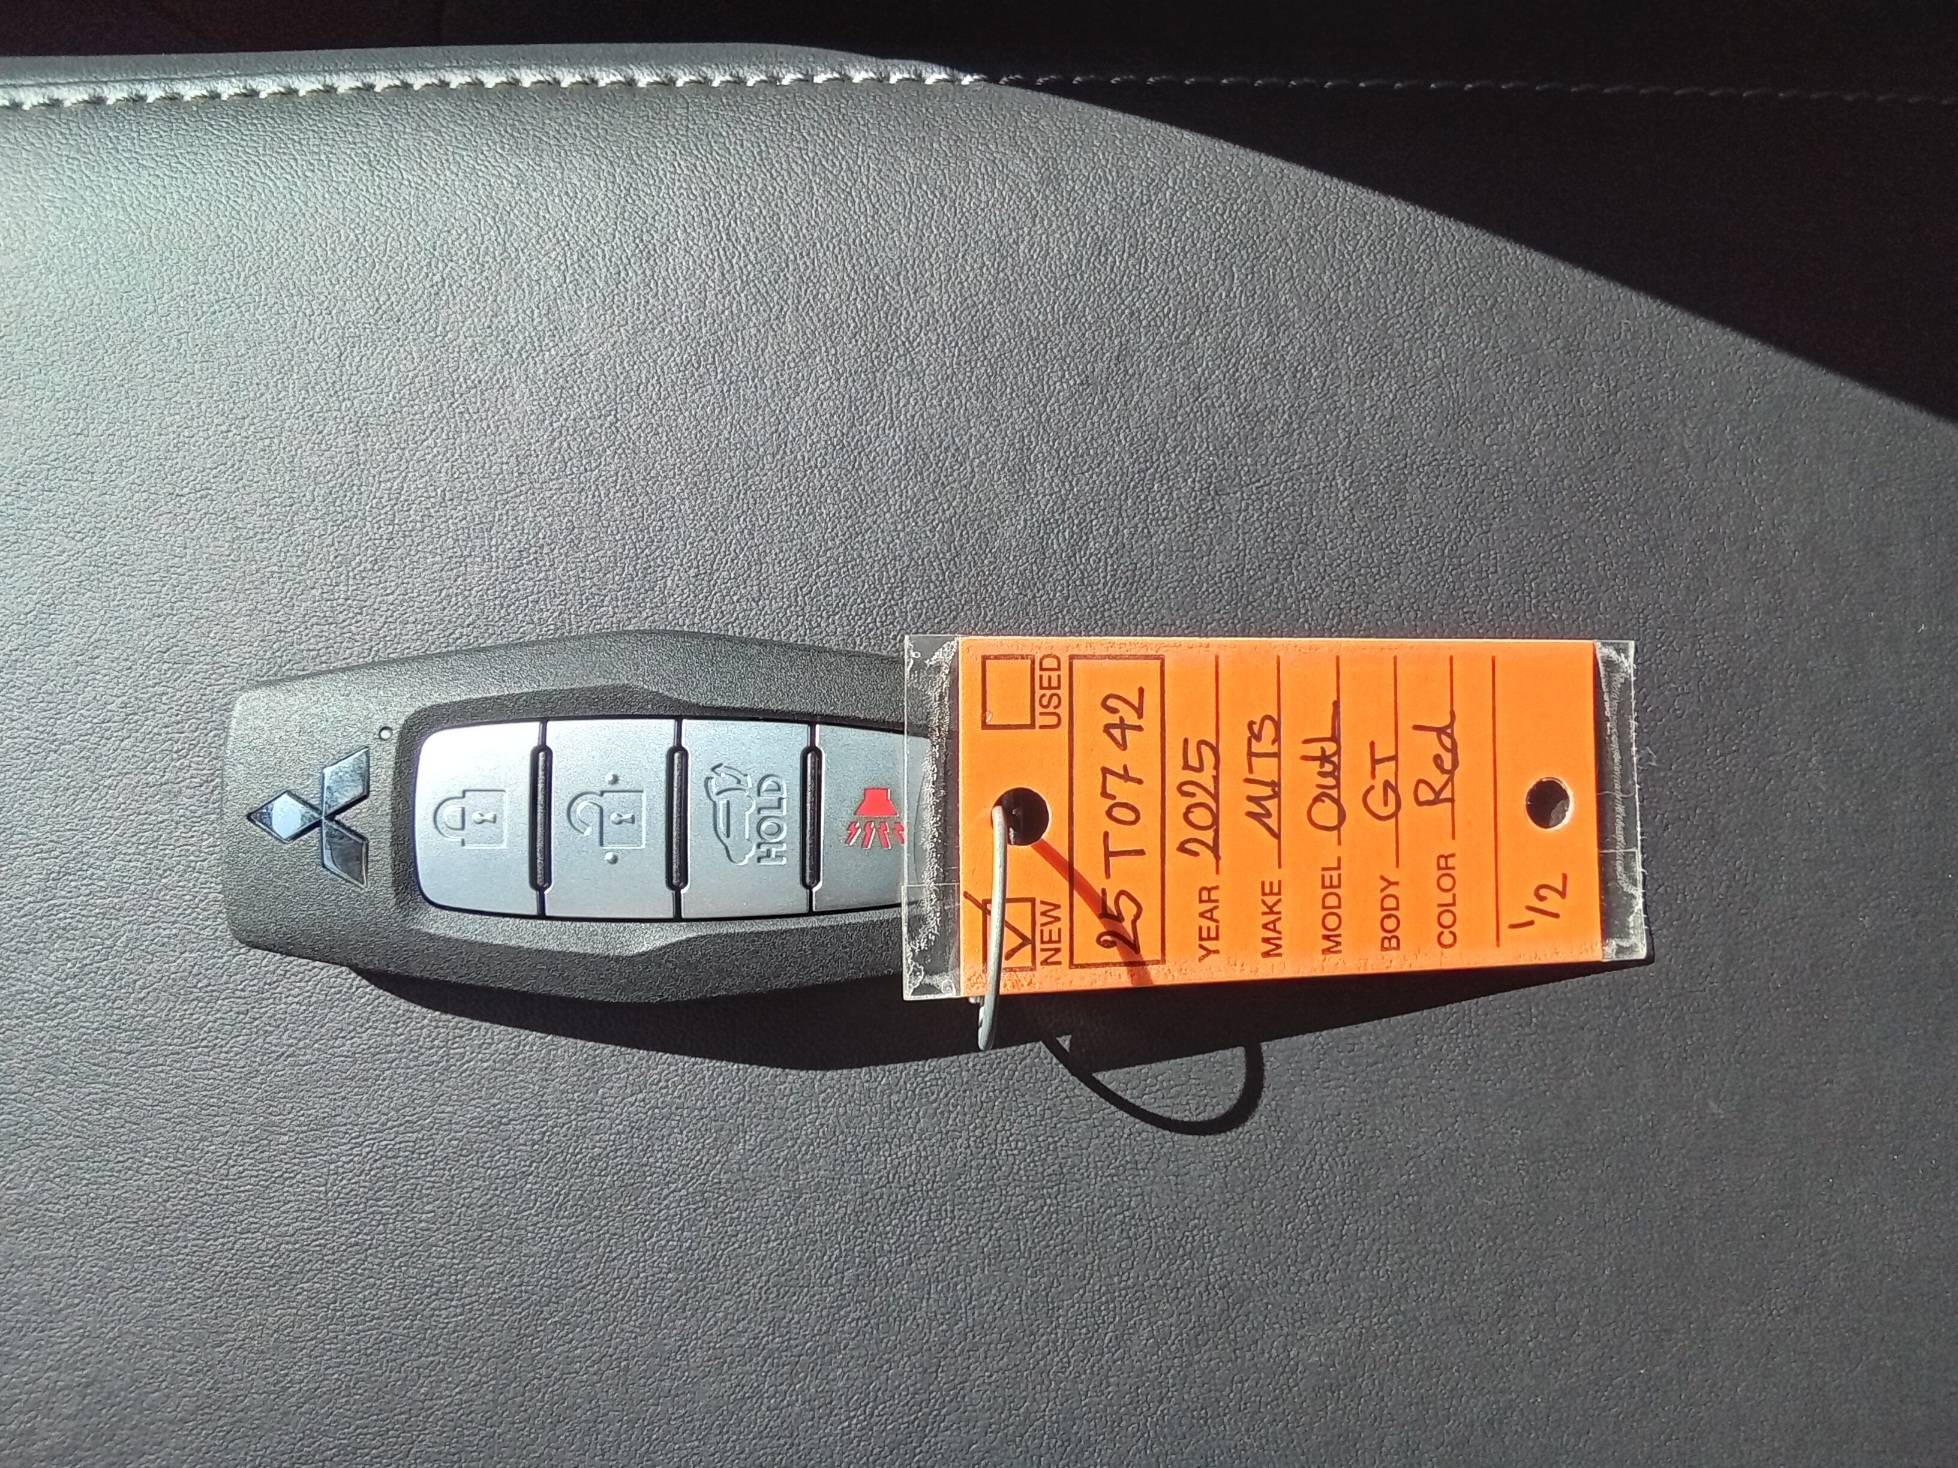 HOLD
NEW USED
25T0742
YEAR 2025
MAKE MITS
MODEL Outl
BODY GT
COLOR Red
1/2